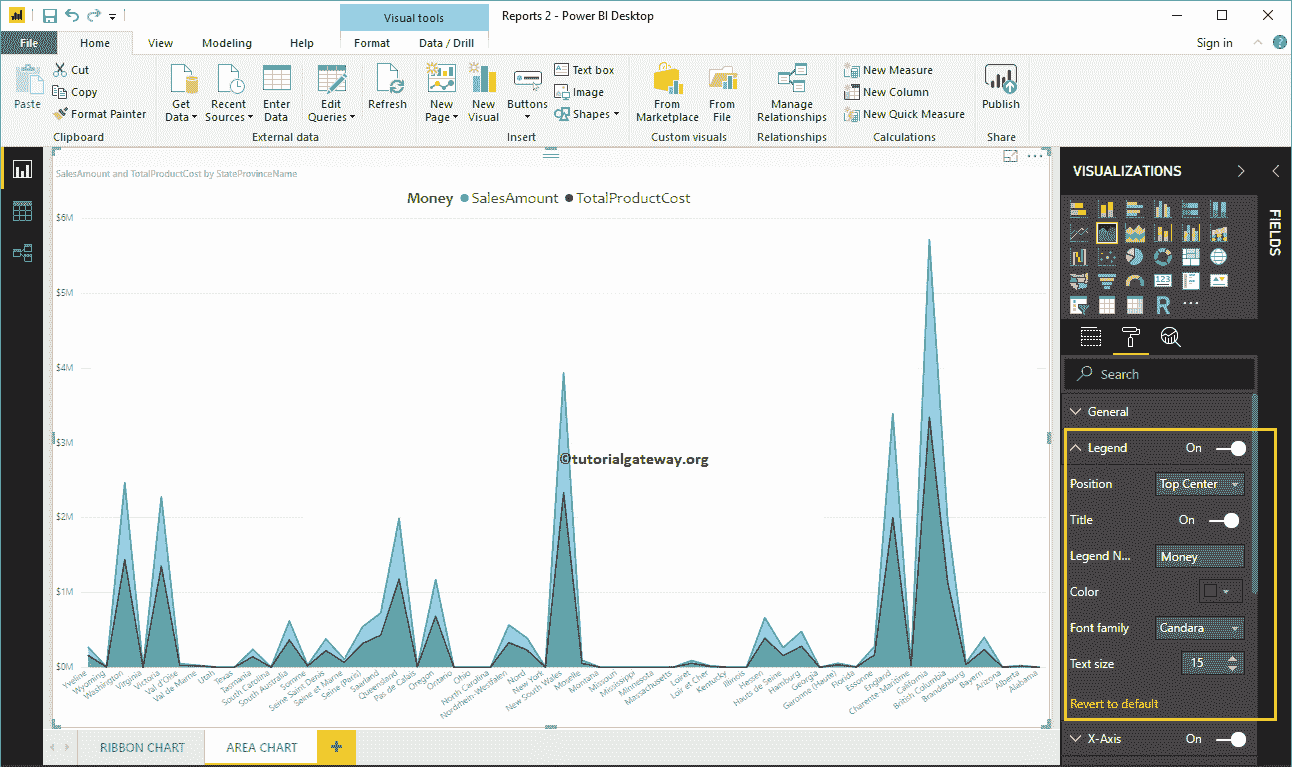 Visual tools
Reports 2 - Power BI Desktop
File
Home
View
Modeling
Help
Format
Data / Drill
Sign in
Paste
Cut
Copy
Format Painter
Clipboard
Get Data
Recent Sources
Enter Data
Edit Queries
External data
Refresh
New Page
New Visual
Buttons
Text box
Image
Shapes
Insert
From Marketplace
From File
Custom visuals
Manage Relationships
Relationships
New Measure
New Column
New Quick Measure
Calculations
Publish
Share
SalesAmount and TotalProductCost by StateProvinceName
Money SalesAmount TotalProductCost
$6M
$5M
$4M
$3M
$2M
$1M
$0M
©tutorialgateway.org
Yveline
Wyoming
Washington
Virginia
Victoria
Val d'Oise
Val de Marne
Utah
Texas
Tasmania
South Carolina
South Australia
Somme
Seine Saint Denis
Seine et Marne
Seine (Paris)
Saarland
Queensland
Pas de Calais
Oregon
Ontario
Ohio
North Carolina
Nordrhein-Westfalen
Nord
New York
New South Wales
Moselle
Montana
Missouri
Mississippi
Minnesota
Massachusetts
Loiret
Loir et Cher
Kentucky
Illinois
Hessen
Hauts de Seine
Hamburg
Georgia
Garonne (Haute)
Florida
Essonne
England
Charente-Maritime
California
British Columbia
Brandenburg
Bayern
Arizona
Alberta
Alabama
RIBBON CHART
AREA CHART
VISUALIZATIONS
FIELDS
123
R
Search
General
Legend On
Position Top Center
Title On
Legend N... Money
Color
Font family Candara
Text size 15
Revert to default
X-Axis On